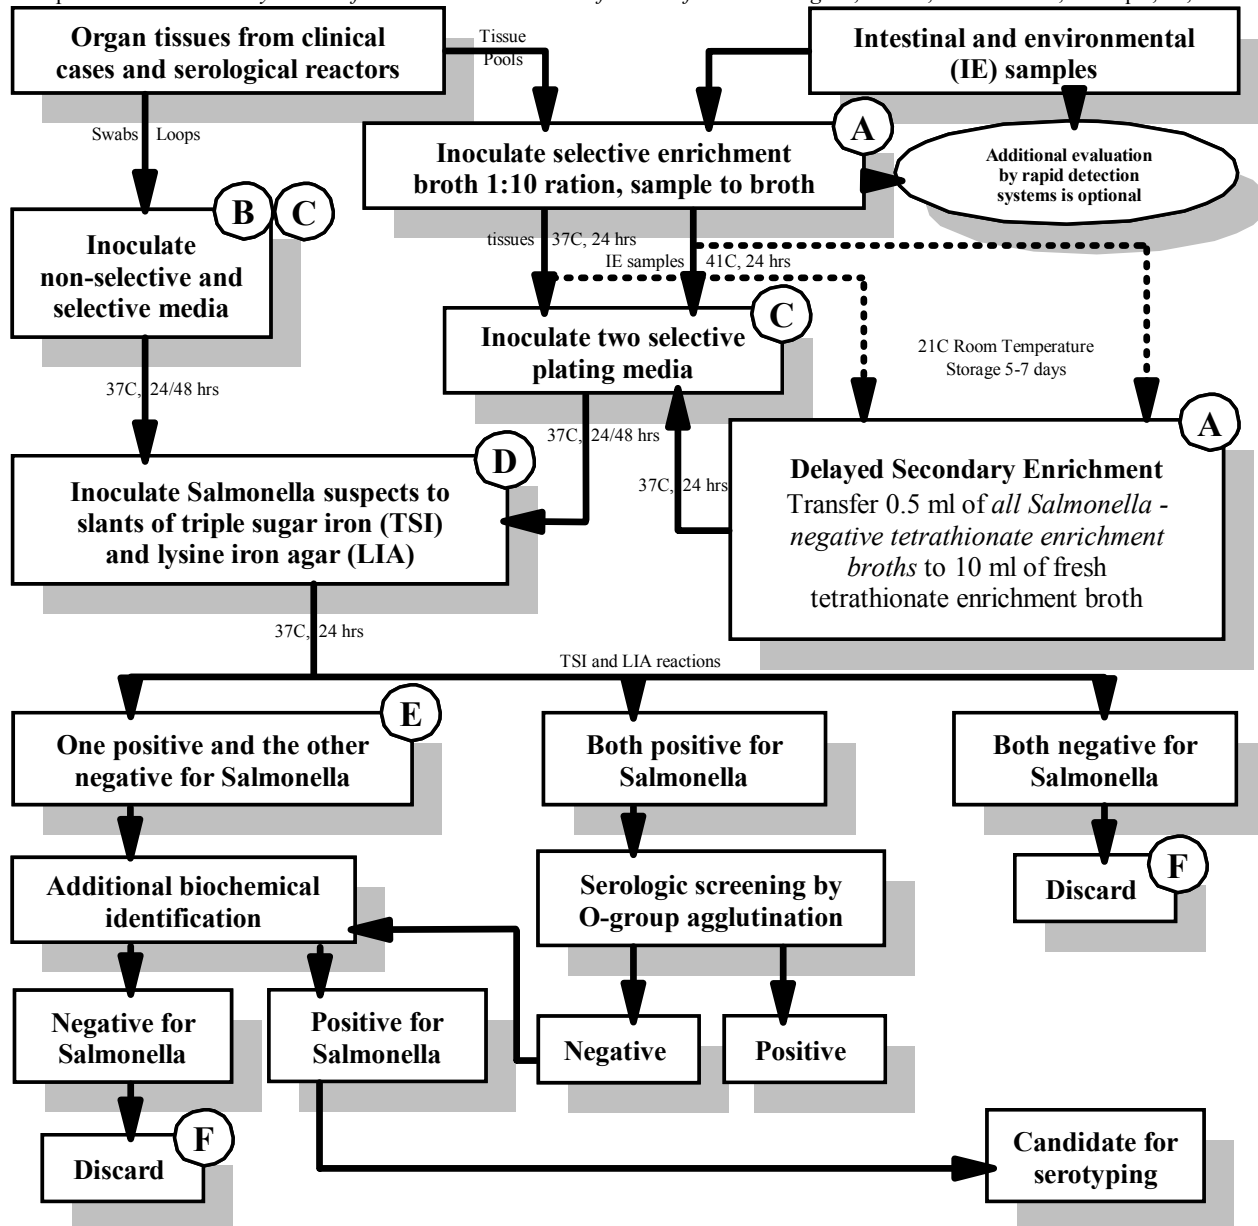 Organ tissues from clinical
cases and serological reactors
Tissue
Pools
Intestinal and environmental
(IE) samples
Swabs
Loops
A
Inoculate selective enrichment
broth 1:10 ration, sample to broth
Additional evaluation
by rapid detection
systems is optional
B
C
Inoculate
non-selective and
selective media
tissues
37C, 24 hrs
IE samples
41C, 24 hrs
C
Inoculate two selective
plating media
21C Room Temperature
Storage 5-7 days
37C, 24/48 hrs
37C, 24/48 hrs
37C, 24 hrs
A
Delayed Secondary Enrichment
Transfer 0.5 ml of all Salmonella -
negative tetrathionate enrichment
broths to 10 ml of fresh
tetrathionate enrichment broth
D
Inoculate Salmonella suspects to
slants of triple sugar iron (TSI)
and lysine iron agar (LIA)
37C, 24 hrs
TSI and LIA reactions
E
One positive and the other
negative for Salmonella
Both positive for
Salmonella
Both negative for
Salmonella
Additional biochemical
identification
Serologic screening by
O-group agglutination
F
Discard
Negative for
Salmonella
Positive for
Salmonella
Negative
Positive
F
Discard
Candidate for
serotyping